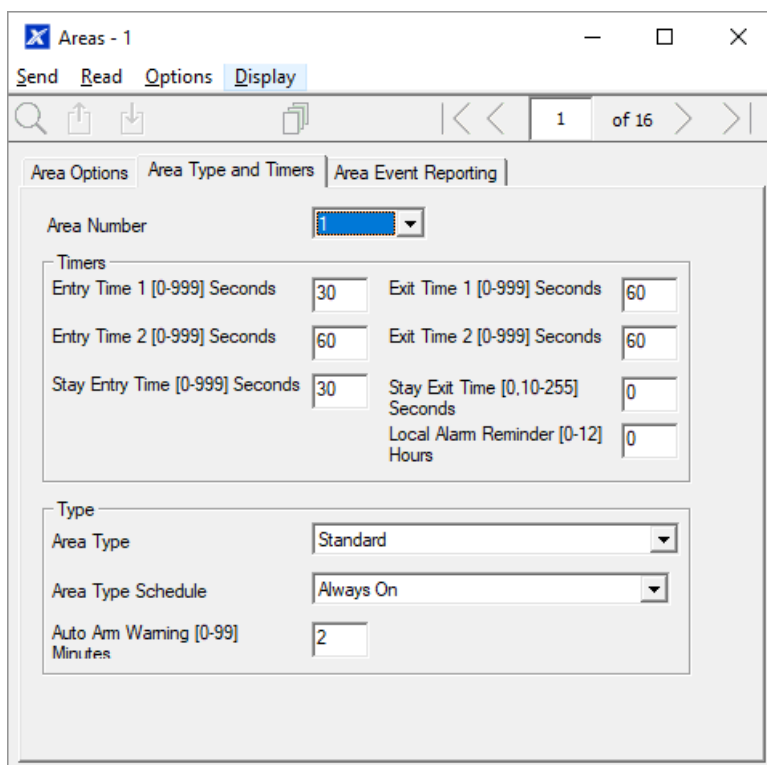 Areas - 1
Send Read Options Display
1 of 16
Area Options Area Type and Timers Area Event Reporting
Area Number 1
Timers
Entry Time 1 [0-999] Seconds 30 Exit Time 1 [0-999] Seconds 60
Entry Time 2 [0-999] Seconds 60 Exit Time 2 [0-999] Seconds 60
Stay Entry Time [0-999] Seconds 30 Stay Exit Time [0,10-255] 0
Seconds
Local Alarm Reminder [0-12] 0
Hours
Type
Area Type Standard
Area Type Schedule Always On
Auto Arm Warning [0-99] 2
Minutes